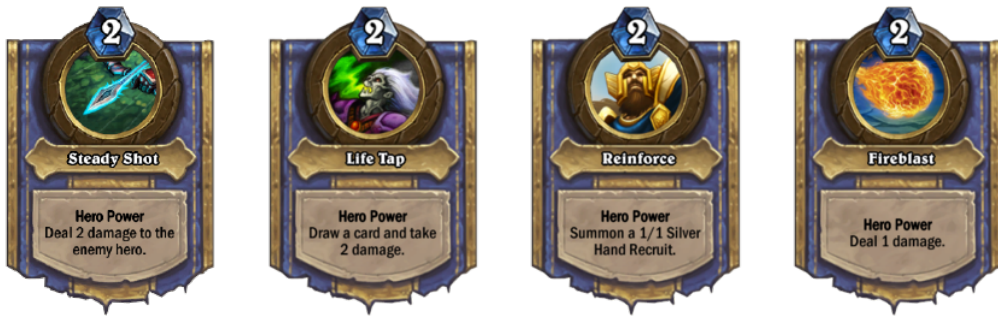 2
Steady Shot
Hero Power
Deal 2 damage to the
enemy hero.
2
Life Tap
Hero Power
Draw a card and take
2 damage.
2
Reinforce
Hero Power
Summon a 1/1 Silver
Hand Recruit.
2
Fireblast
Hero Power
Deal 1 damage.